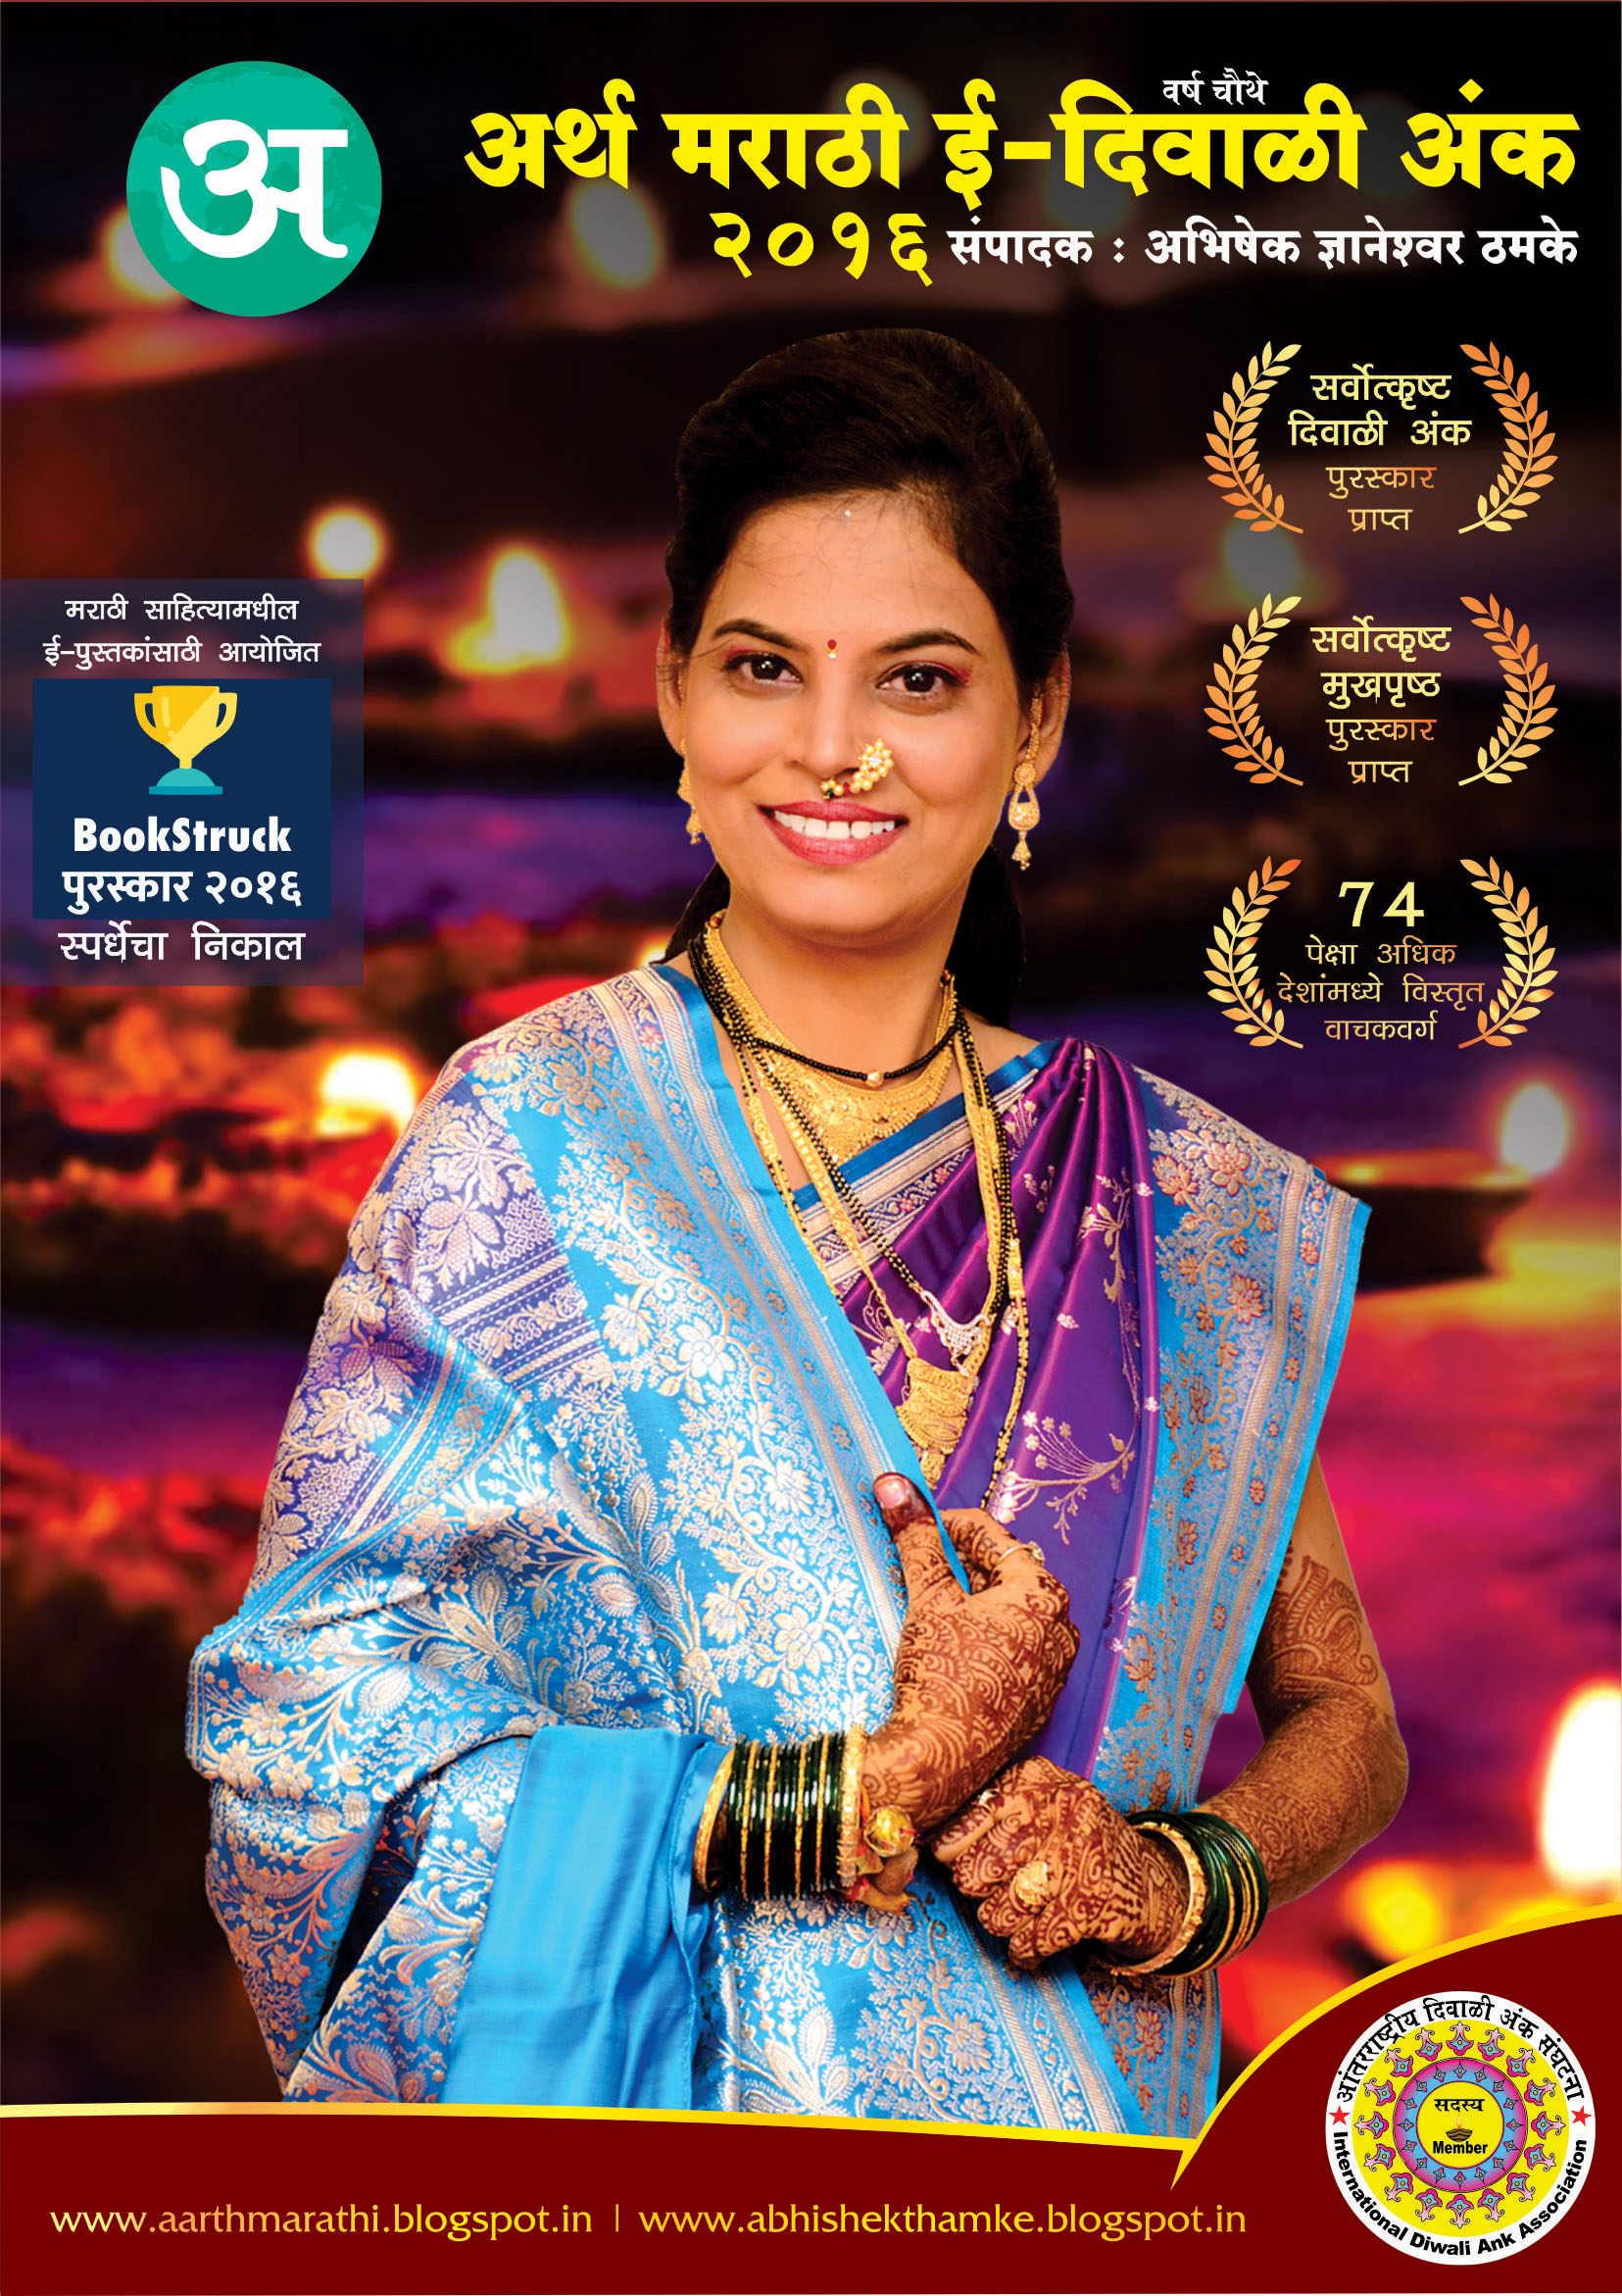 अ
वर्ष चौथे
अर्थ मराठी ई-दिवाळी अंक
२०१६ संपादक : अभिषेक ज्ञानेश्वर ठमके
सर्वोत्कृष्ट
दिवाळी अंक
पुरस्कार
प्राप्त
मराठी साहित्यामधील
ई-पुस्तकांसाठी आयोजित
BookStruck
पुरस्कार २०१६
स्पर्धेचा निकाल
सर्वोत्कृष्ट
मुखपृष्ठ
पुरस्कार
प्राप्त
74
पेक्षा अधिक
देशांमध्ये विस्तृत
वाचकवर्ग
आंतरराष्ट्रीय दिवाळी अंक संघटना
सदस्य
Member
International Diwali Ank Association
www.aarthmarathi.blogspot.in | www.abhishekthamke.blogspot.in